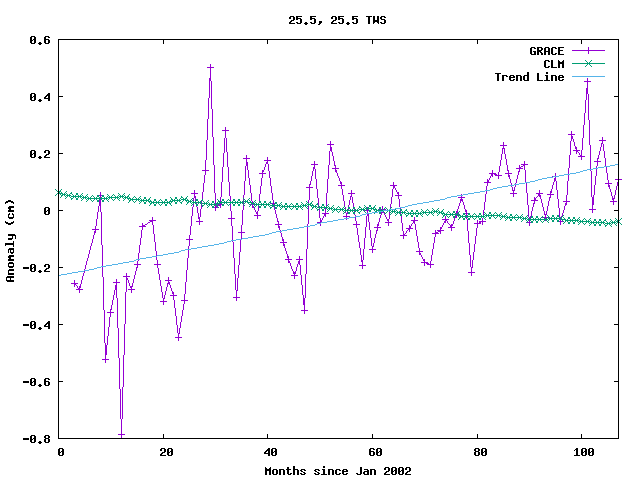 25.5, 25.5 TWS
GRACE
CLM
Trend Line
0.6
0.4
0.2
0
-0.2
-0.4
-0.6
-0.8
Anomaly (cm)
0 20 40 60 80 100
Months since Jan 2002